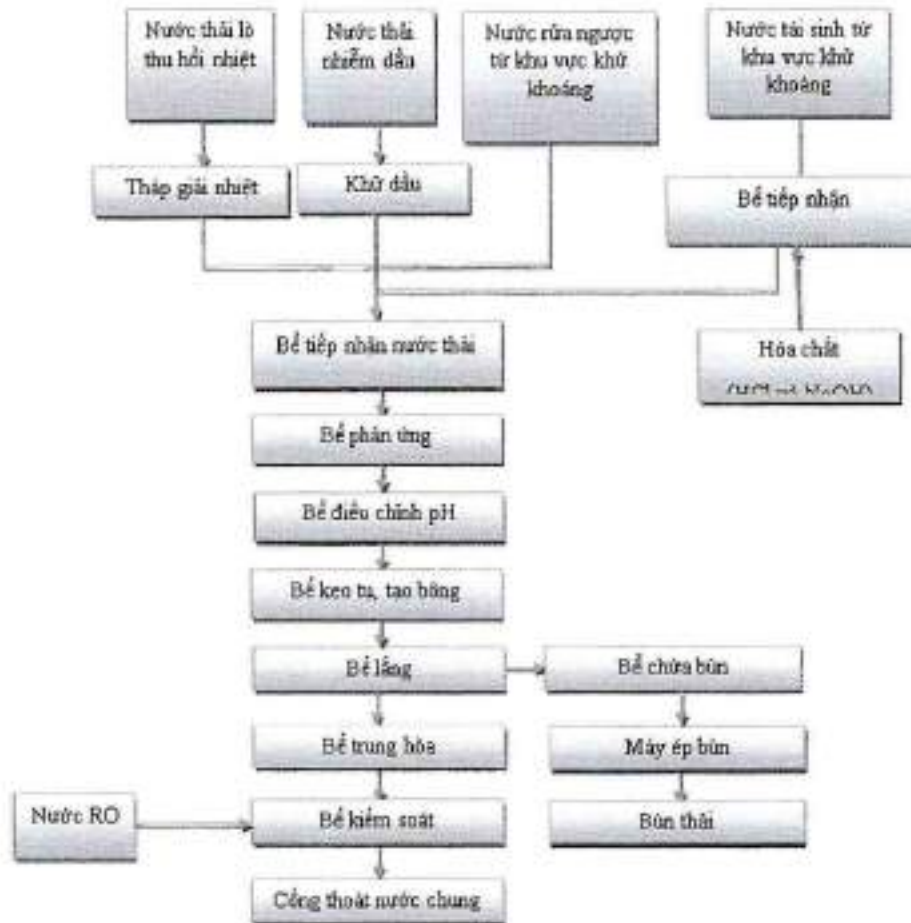 Nước thải lò
thu hồi nhiệt
Nước thải
nhiễm dầu
Nước rửa ngược
từ khu vực khử
khoáng
Nước tái sinh từ
khu vực khử
khoáng
Tháp giải nhiệt
Khử dầu
Bể tiếp nhận
Bể tiếp nhận nước thải
Hóa chất
Bể phản ứng
Bể điều chỉnh pH
Bể keo tụ, tạo bông
Bể lắng
Bể chứa bùn
Bể trung hòa
Máy ép bùn
Nước RO
Bể kiểm soát
Bùn thải
Cống thoát nước chung